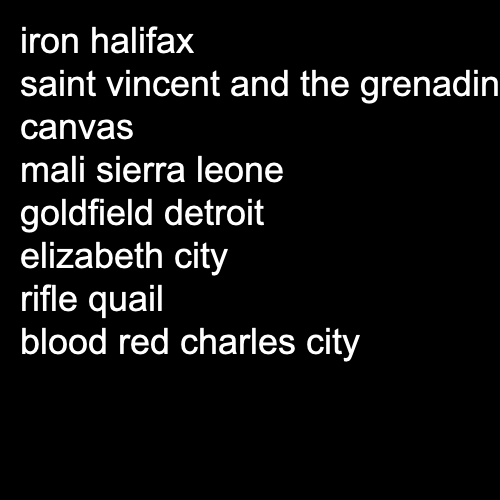 iron halifax
saint vincent and the grenadin
canvas
mali sierra leone
goldfield detroit
elizabeth city
rifle quail
blood red charles city